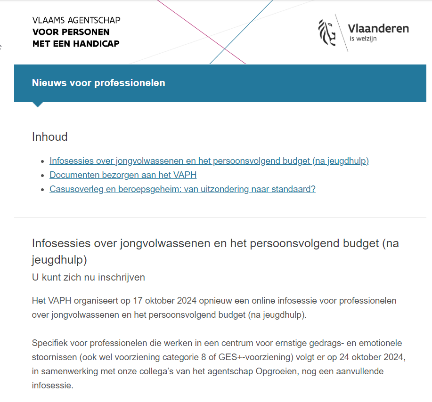 VLAAMS AGENTSCHAP
VOOR PERSONEN
MET EEN HANDICAP
Vlaanderen
is welzijn
Nieuws voor professionelen
Inhoud
Infosessies over jongvolwassenen en het persoonsvolgend budget (na jeugdhulp)
Documenten bezorgen aan het VAPH
Casusoverleg en beroepsgeheim: van uitzondering naar standaard?
Infosessies over jongvolwassenen en het persoonsvolgend budget (na
jeugdhulp)
U kunt zich nu inschrijven
Het VAPH organiseert op 17 oktober 2024 opnieuw een online infosessie voor professionelen
over jongvolwassenen en het persoonsvolgend budget (na jeugdhulp).
Specifiek voor professionelen die werken in een centrum voor ernstige gedrags- en emotionele
stoornissen (ook wel voorziening categorie 8 of GES+-voorziening) volgt er op 24 oktober 2024,
in samenwerking met onze collega's van het agentschap Opgroeien, nog een aanvullende
infosessie.